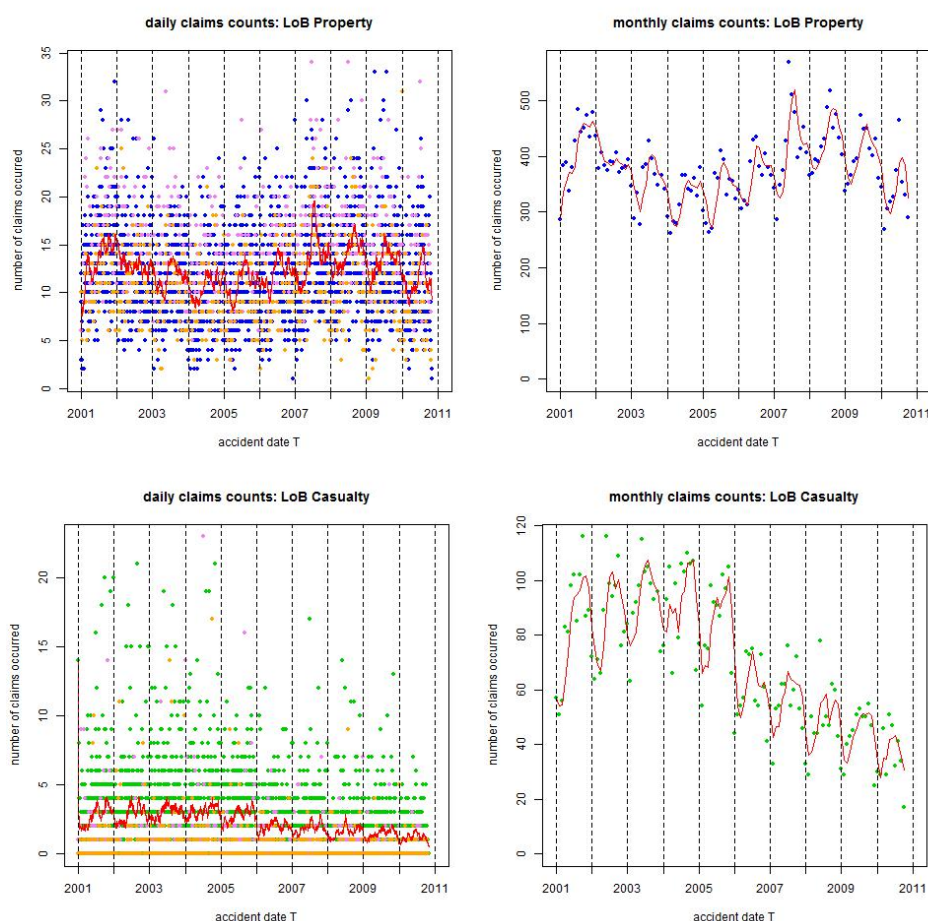 daily claims counts: LoB Property
number of claims occurred
35
30
25
20
15
10
5
0
2001 2003 2005 2007 2009 2011
accident date T
monthly claims counts: LoB Property
number of claims occurred
500
400
300
200
100
0
2001 2003 2005 2007 2009 2011
accident date T
daily claims counts: LoB Casualty
number of claims occurred
20
15
10
5
0
2001 2003 2005 2007 2009 2011
accident date T
monthly claims counts: LoB Casualty
number of claims occurred
120
100
80
60
40
20
0
2001 2003 2005 2007 2009 2011
accident date T